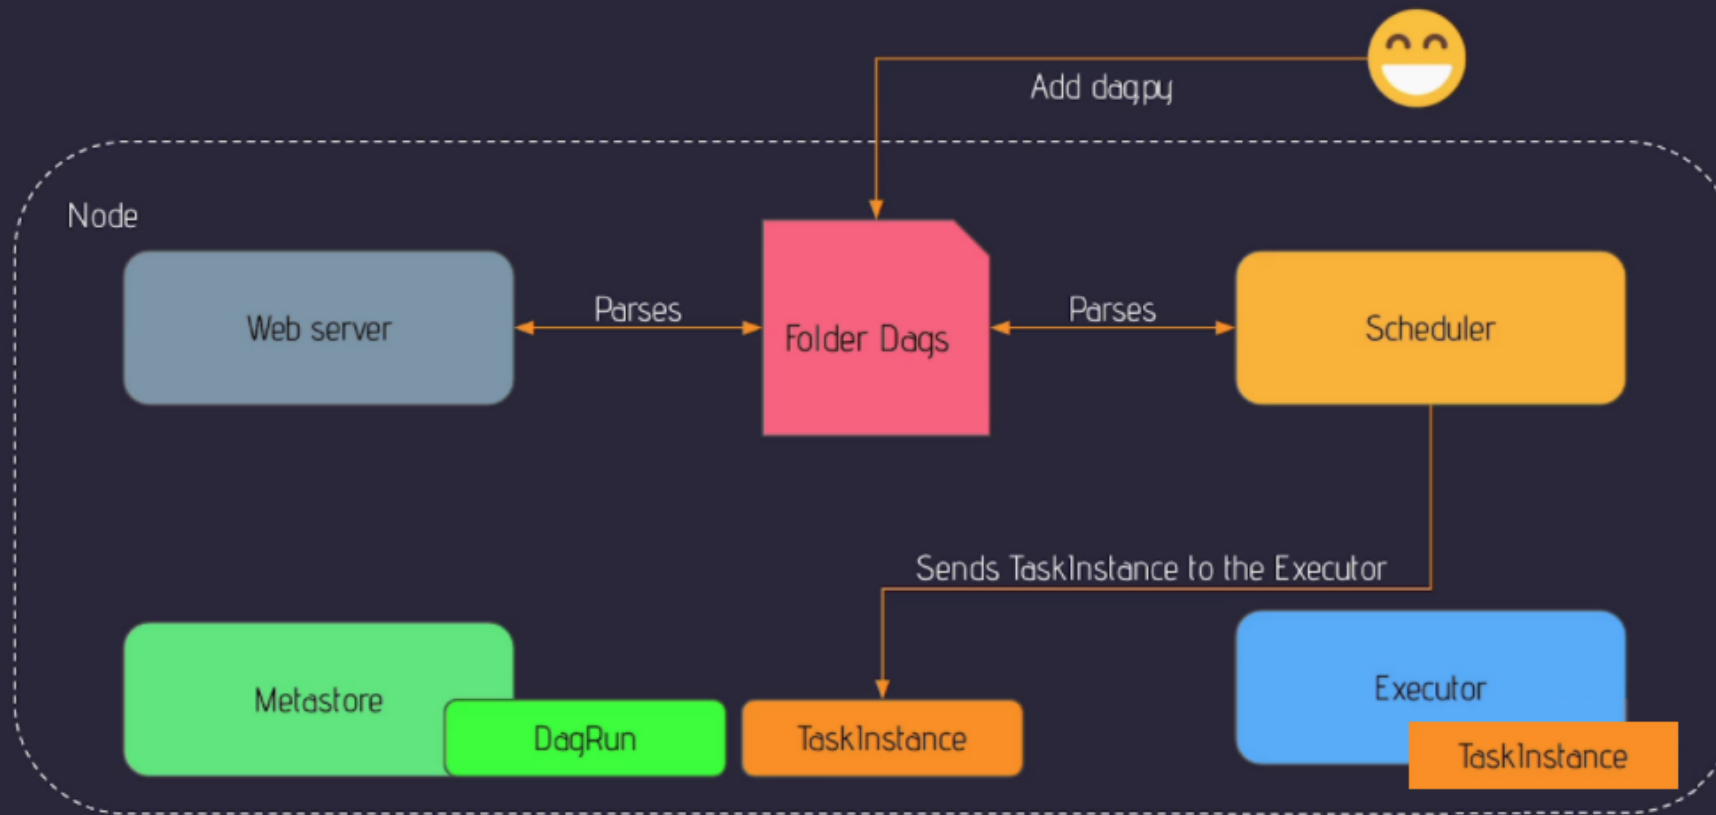 Add dag.py
Node
Web server
Parses
Folder Dags
Parses
Scheduler
Sends TaskInstance to the Executor
Metastore
DagRun
TaskInstance
Executor
TaskInstance